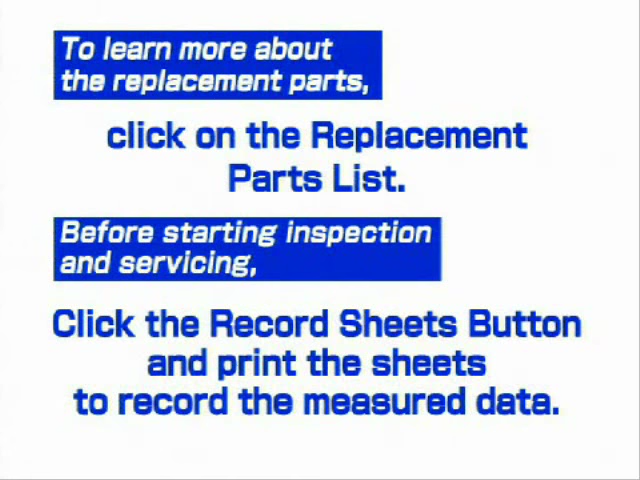 To learn more about
the replacement parts,
click on the Replacement
Parts List.
Before starting inspection
and servicing,
Click the Record Sheets Button
and print the sheets
to record the measured data.